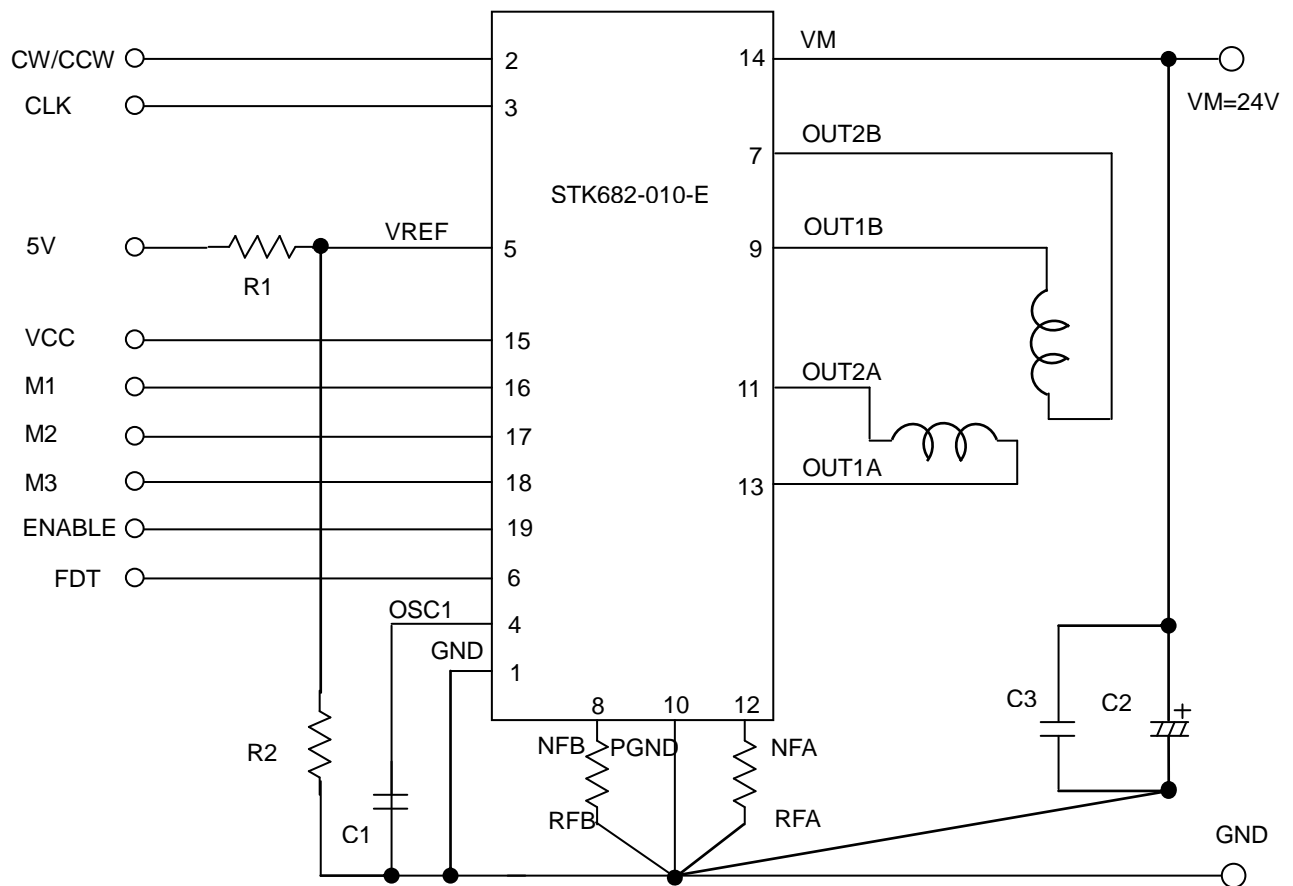 CW/CCW 2 14 VM
CLK 3 VM=24V
OUT2B
7
STK682-010-E
5V VREF 5 9 OUT1B
R1
VCC 15
M1 16 11 OUT2A
M2 17
M3 18 13 OUT1A
ENABLE 19
FDT 6
OSC1 4
GND 1
8 10 12
C3 C2 +
R2 NFB PGND NFA
C1 RFB RFA
GND